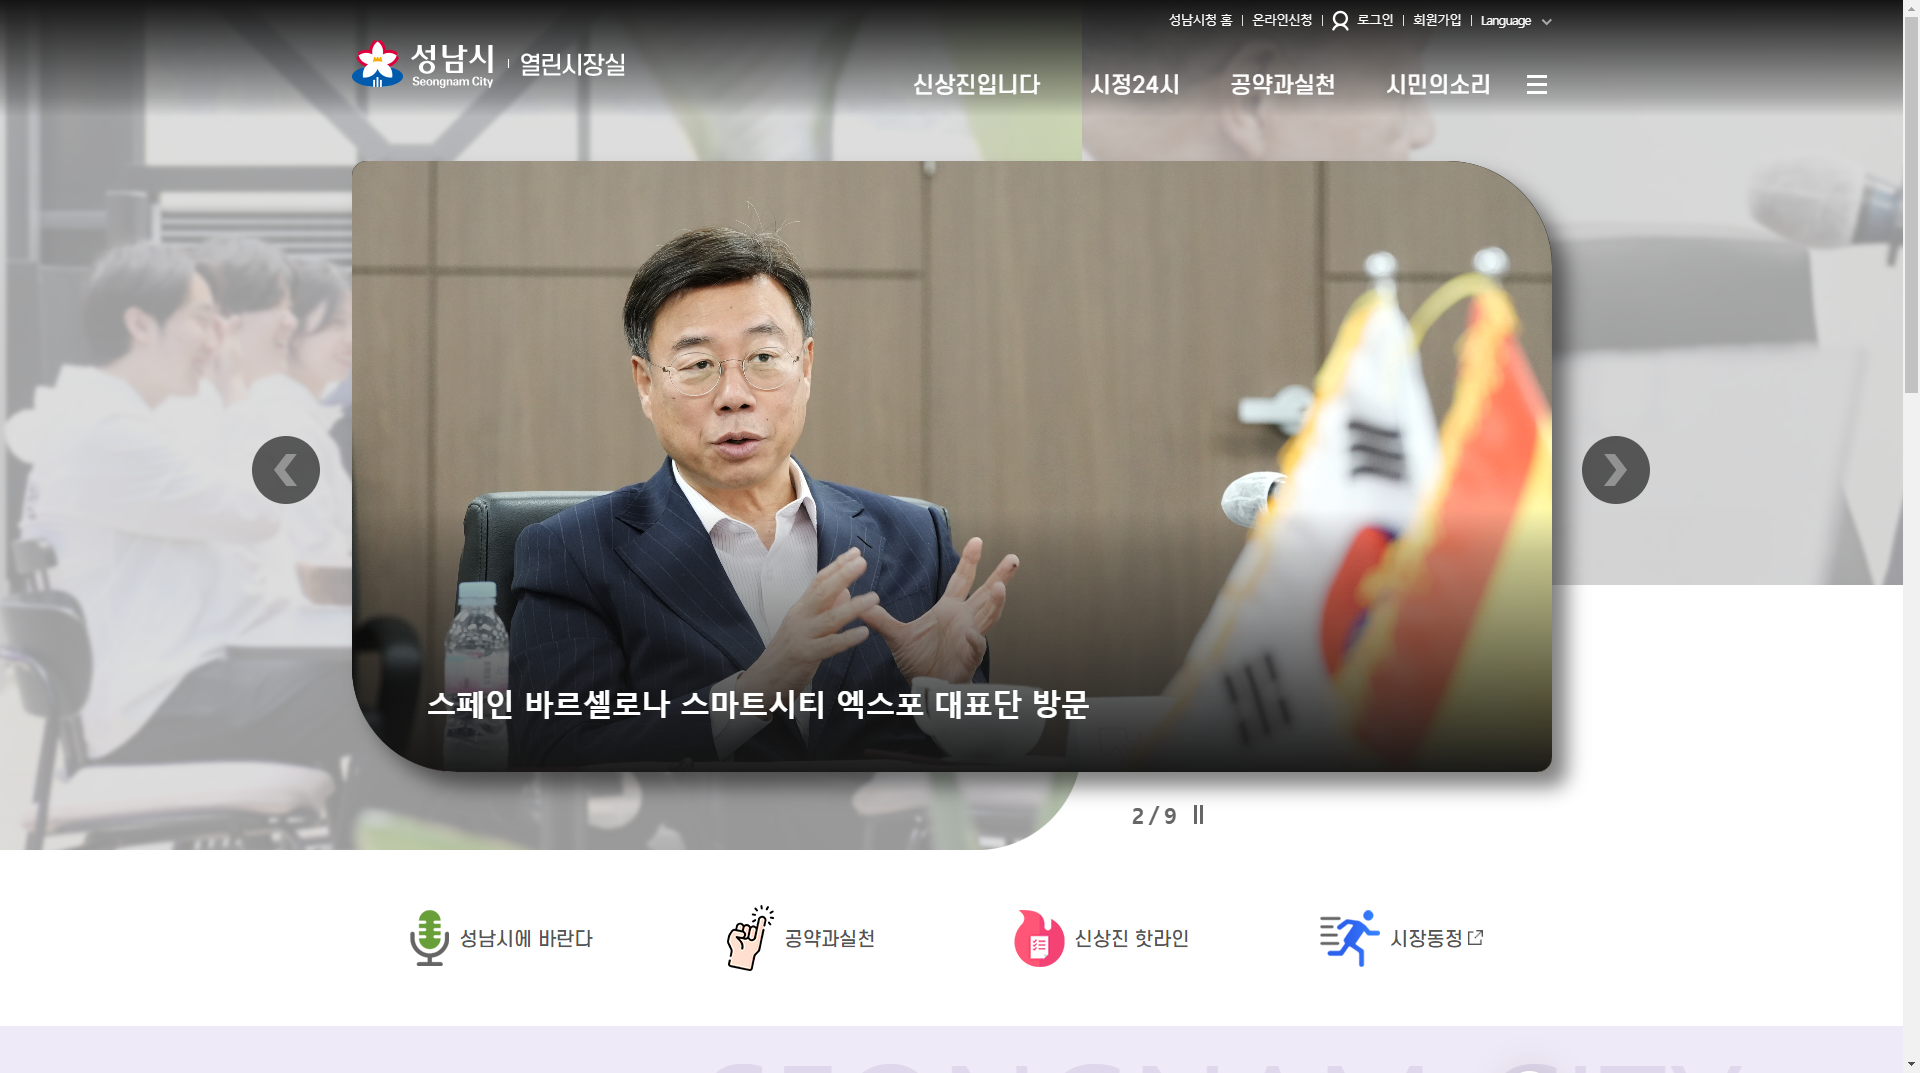 성남시청 홈
온라인신청
로그인
회원가입
Language
성남시
Seongnam City
열린시장실
신상진입니다
시정24시
공약과실천
시민의소리
스페인 바르셀로나 스마트시티 엑스포 대표단 방문
2 / 9
성남시에 바란다
공약과실천
신상진 핫라인
시장동정
SEONGNAM CITY